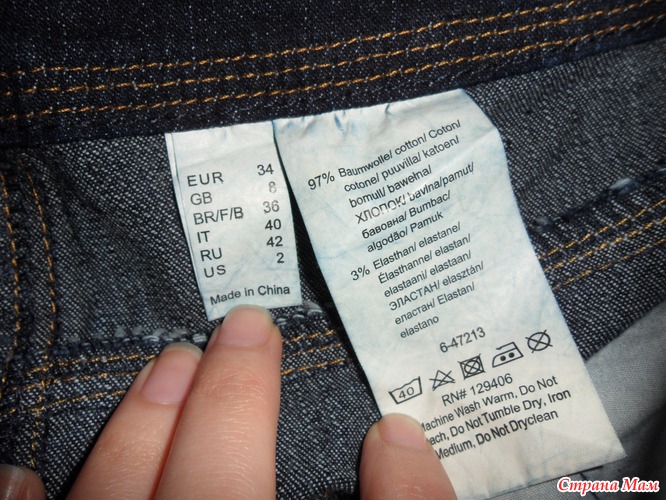 EUR 34
GB 8
BR/F/B 36
IT 40
RU 42
US 2
Made in China
97% Baumwolle/ cotton/ Coton/
cotone/ puuvilla/ katoen/
bomull/ bawełna/
ХЛОПОК/ bavlna/pamut/
бавовна/ Bumbac/
algodão/ Pamuk
3% Elasthan/ elastane/
Élasthanne/ elastan/
elastaani/ elastaan/
ЭЛАСТАН/ elasztán/
еластан/ Elastan/
elastano
6-47213
40
RN# 129406
Machine Wash Warm, Do Not
each, Do Not Tumble Dry, Iron
Medium, Do Not Dryclean
Страна Мам